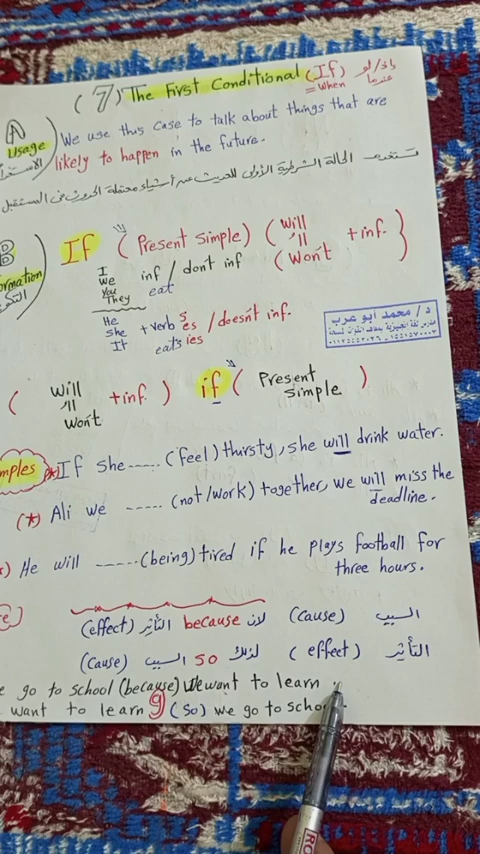 (7) The First Conditional (If) إذا/لو
= when عندما
A Usage We use this case to talk about things that are
likely to happen in the future.
تستخدم الحالة الشرطية الأولى للحديث عن أشياء محتملة الحدوث في المستقبل
B If (Present simple) (will 'll won't + inf.)
I We You They inf / don't inf
eat
He She It + verb s es ies / doesn't inf.
eats
د/ محمد ابو عرب
(will 'll won't + inf.) if (Present simple)
mples (*) If She ----- (feel) thirsty, she will drink water.
(*) Ali we ----- (not/work) together, we will miss the
deadline.
) He will ------ (being) tired if he plays football for
three hours.
(effect) التأثير because لأن (cause) السبب
(cause) السبب so لذلك (effect) التأثير
e go to school (because) we want to learn
want to learn g (so) we go to school